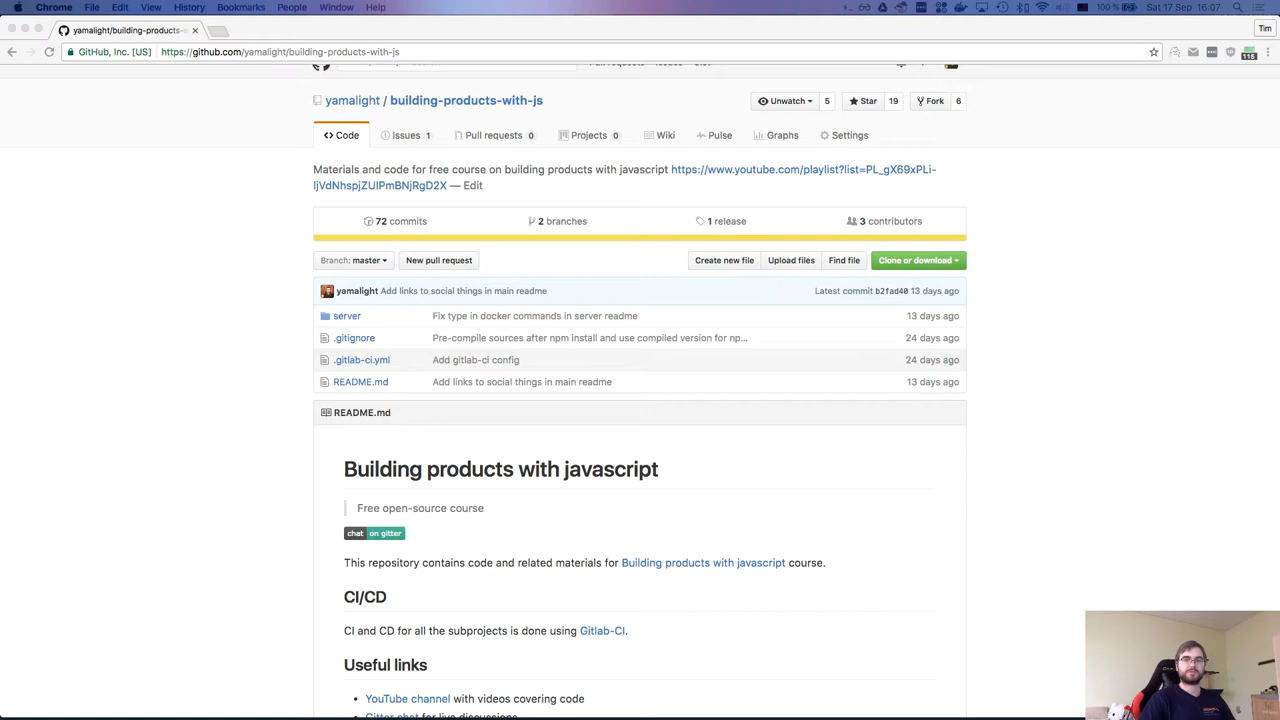 Chrome File Edit View History Bookmarks People Window Help 100 % Sat 17 Sep 16:07
yamalight/building-products-w Tim
GitHub, Inc. [US] https://github.com/yamalight/building-products-with-js 115
yamalight / building-products-with-js Unwatch 5 Star 19 Fork 6
Code Issues 1 Pull requests 0 Projects 0 Wiki Pulse Graphs Settings
Materials and code for free course on building products with javascript https://www.youtube.com/playlist?list=PL_gX69xPLi-
ljVdNhspjZUlPmBNjRgD2X — Edit
72 commits 2 branches 1 release 3 contributors
Branch: master New pull request Create new file Upload files Find file Clone or download
yamalight Add links to social things in main readme Latest commit b2fad40 13 days ago
server Fix type in docker commands in server readme 13 days ago
.gitignore Pre-compile sources after npm install and use compiled version for np... 24 days ago
.gitlab-ci.yml Add gitlab-ci config 24 days ago
README.md Add links to social things in main readme 13 days ago
README.md
Building products with javascript
Free open-source course
chat on gitter
This repository contains code and related materials for Building products with javascript course.
CI/CD
CI and CD for all the subprojects is done using Gitlab-CI.
Useful links
• YouTube channel with videos covering code
• Gitter chat for live discussions